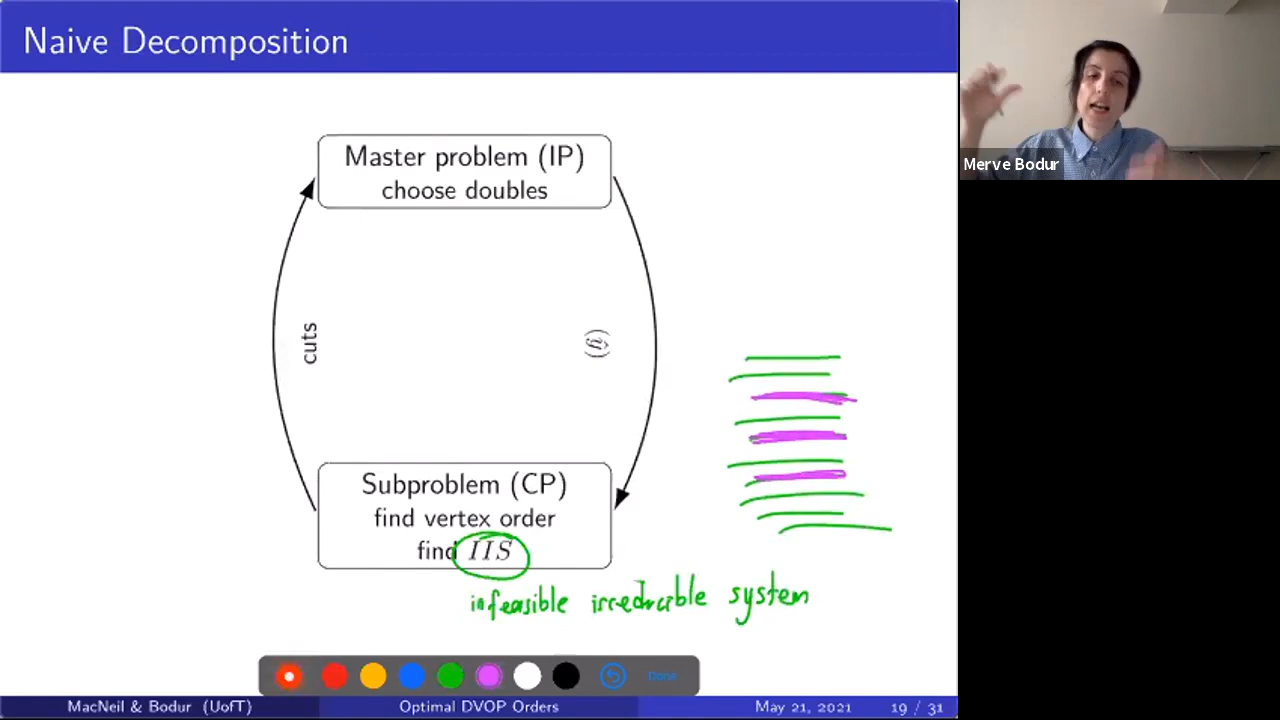 Naive Decomposition
Master problem (IP)
choose doubles
cuts
(ŷ)
Subproblem (CP)
find vertex order
find IIS
infeasible irreducible system
Done
MacNeil & Bodur (UofT)
Optimal DVOP Orders
May 21, 2021
19 / 31
Merve Bodur